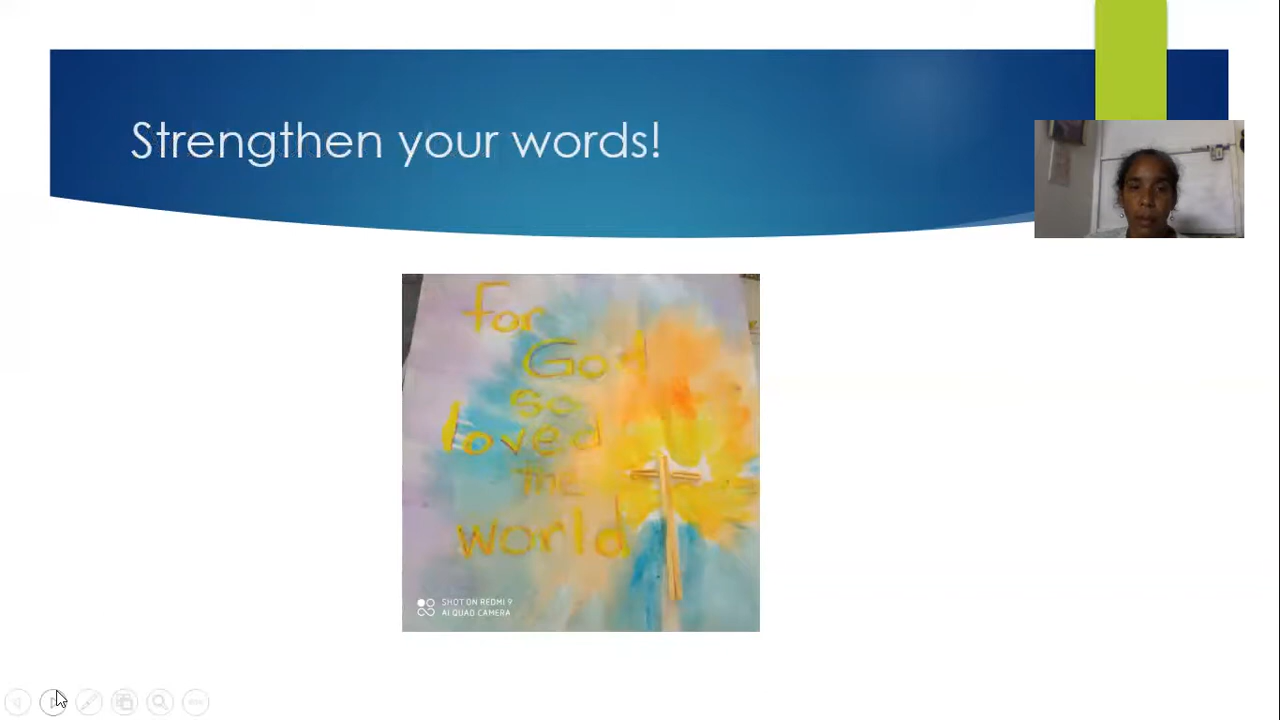 Strengthen your words!
for
God
so
loved
the
world
SHOT ON REDMI 9
AI QUAD CAMERA